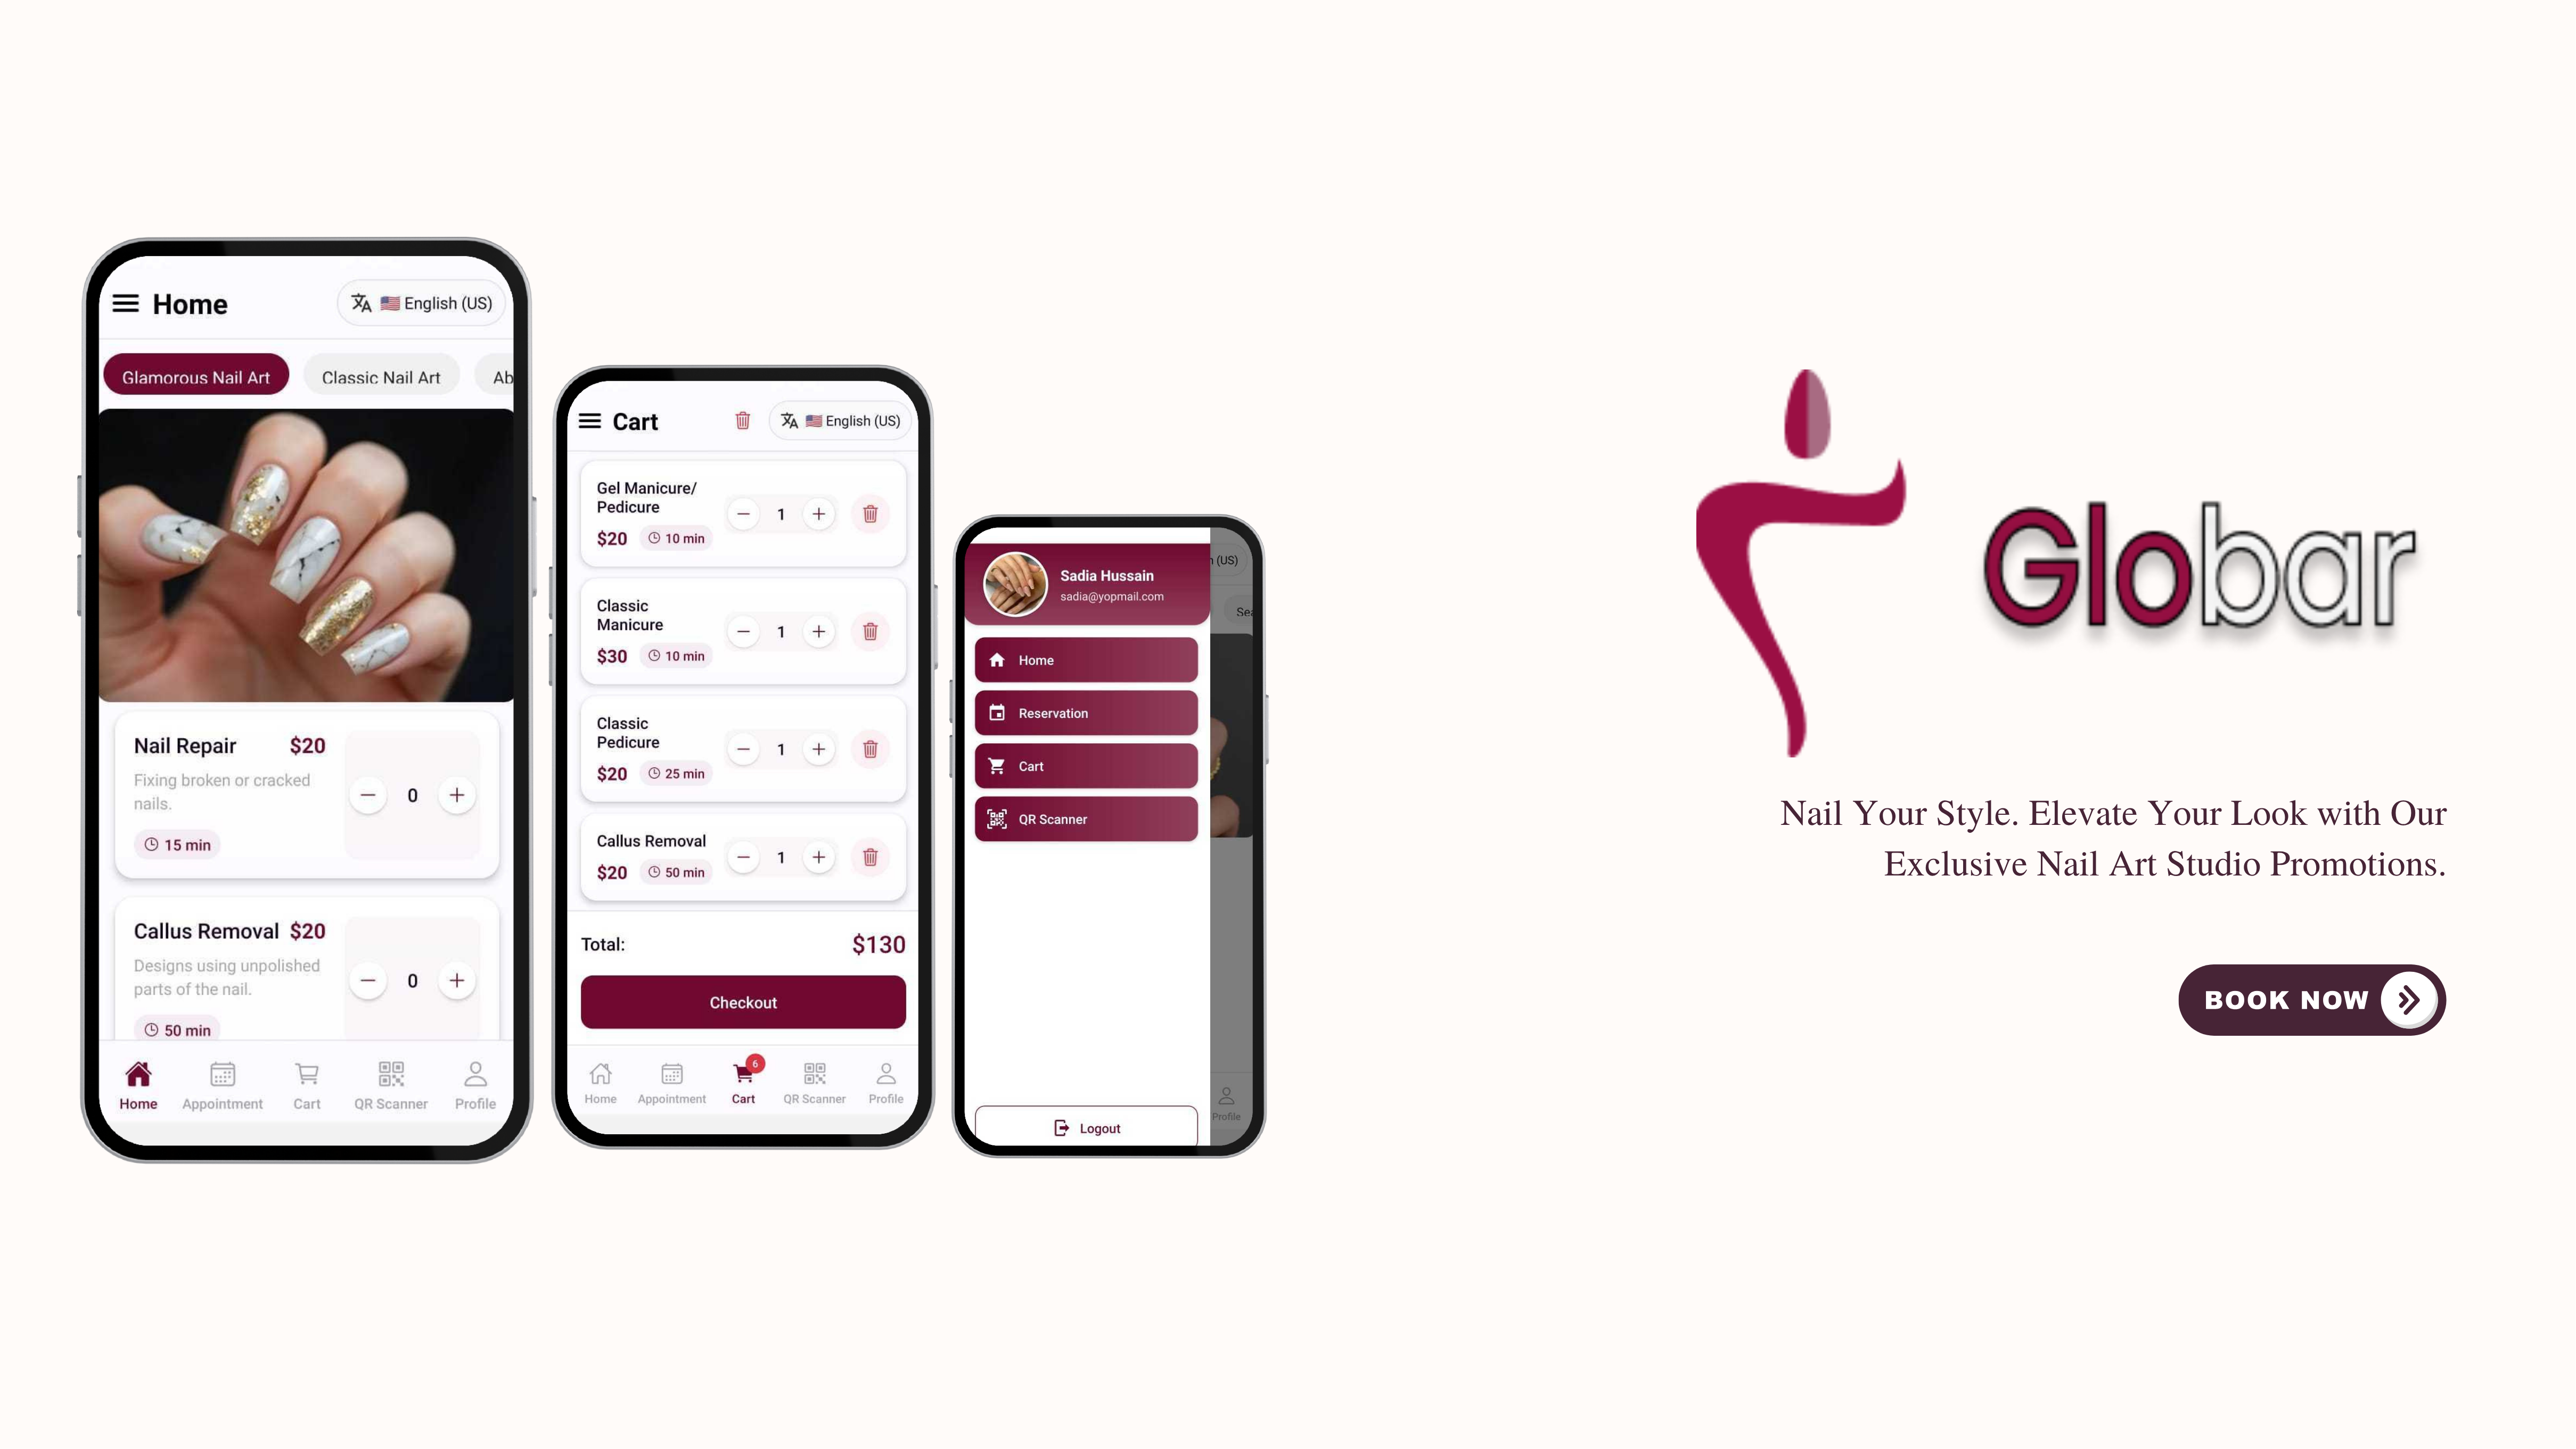 Home
English (US)
Glamorous Nail Art
Classic Nail Art
Ab
Nail Repair $20
Fixing broken or cracked
nails.
0
15 min
Callus Removal $20
Designs using unpolished
parts of the nail.
0
50 min
Home
Appointment
Cart
QR Scanner
Profile
Cart
English (US)
Gel Manicure/
Pedicure
1
$20 10 min
Classic
Manicure
1
$30 10 min
Classic
Pedicure
1
$20 25 min
Callus Removal
1
$20 50 min
Total: $130
Checkout
6
Home
Appointment
Cart
QR Scanner
Profile
(US)
Sadia Hussain
sadia@yopmail.com
Sea
Home
Reservation
Cart
QR Scanner
Profile
Logout
Globar
Nail Your Style. Elevate Your Look with Our
Exclusive Nail Art Studio Promotions.
BOOK NOW